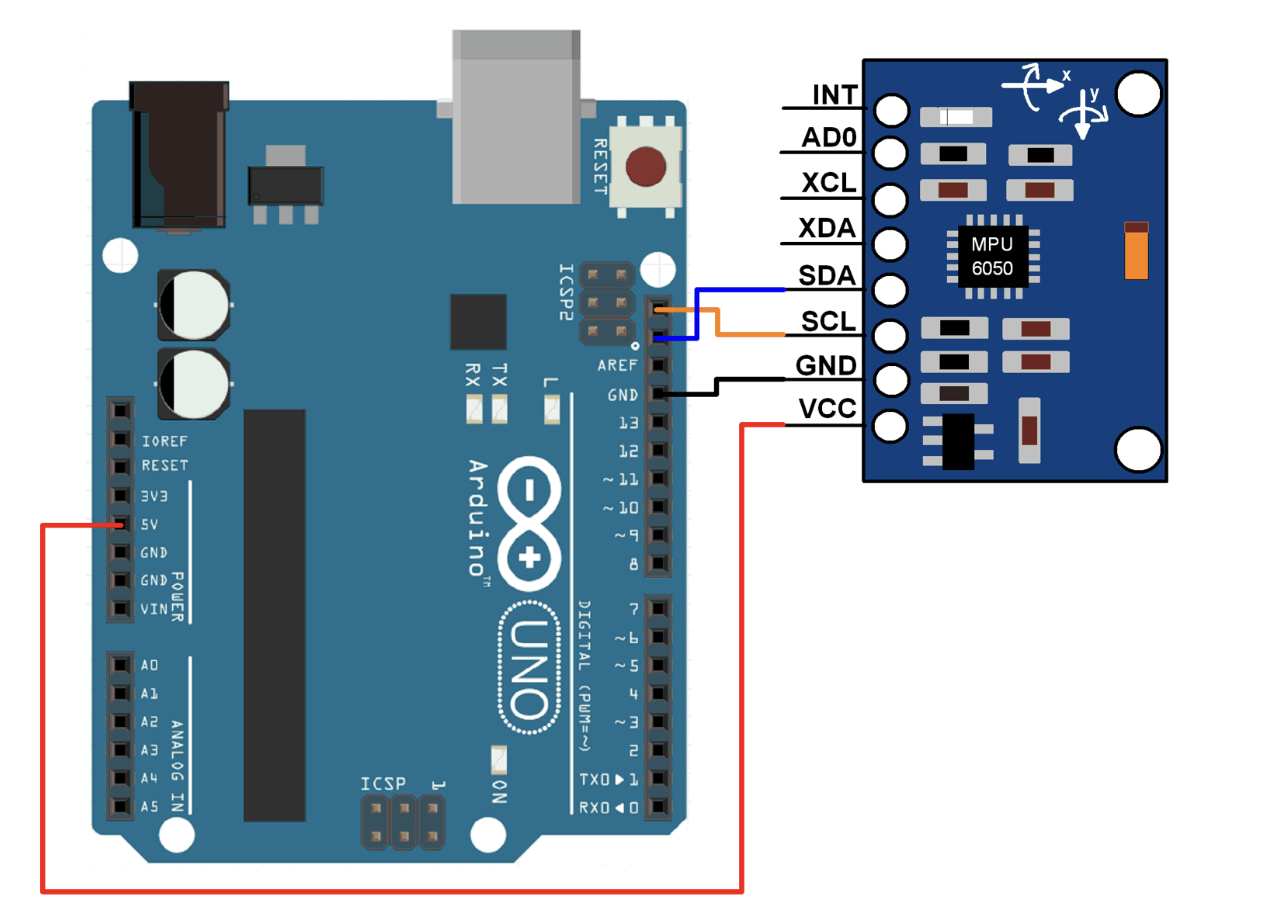 RESET
ICSP2
AREF
GND
13
12
~11
~10
~9
8
7
~6
~5
4
~3
2
TX0▶1
RX0◀0
DIGITAL (PWM=~)
RX
TX
L
Arduino™
UNO
ON
ICSP
1
IOREF
RESET
3V3
5V
GND
GND
VIN
POWER
A0
A1
A2
A3
A4
A5
ANALOG IN
INT
AD0
XCL
XDA
SDA
SCL
GND
VCC
x
y
MPU
6050